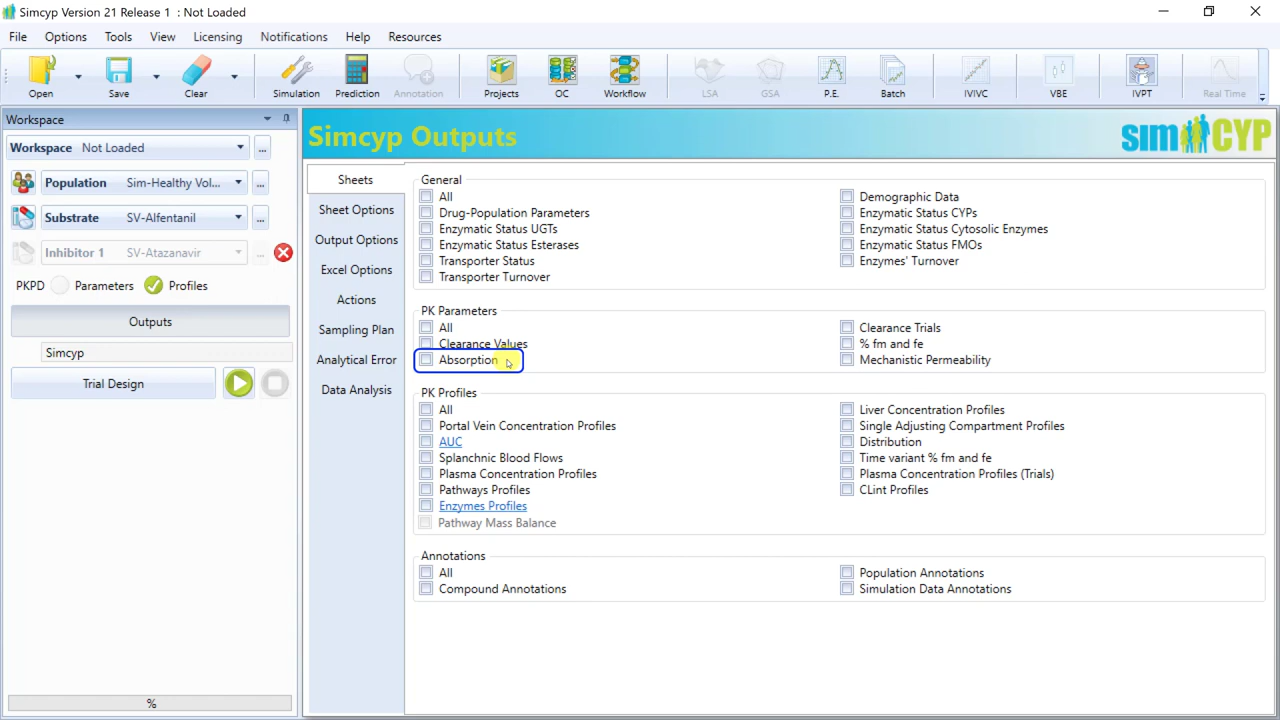 Simcyp Version 21 Release 1 : Not Loaded
File Options Tools View Licensing Notifications Help Resources
Open Save Clear Simulation Prediction Annotation Projects OC Workflow LSA GSA P.E. Batch IVIVC VBE IVPT Real Time
Workspace
Workspace Not Loaded ...
Population Sim-Healthy Vol... ...
Substrate SV-Alfentanil ...
Inhibitor 1 SV-Atazanavir ...
PKPD Parameters Profiles
Outputs
Simcyp
Trial Design
%
Simcyp Outputs
simCYP
Sheets
Sheet Options
Output Options
Excel Options
Actions
Sampling Plan
Analytical Error
Data Analysis
General
All
Drug-Population Parameters
Enzymatic Status UGTs
Enzymatic Status Esterases
Transporter Status
Transporter Turnover
Demographic Data
Enzymatic Status CYPs
Enzymatic Status Cytosolic Enzymes
Enzymatic Status FMOs
Enzymes' Turnover
PK Parameters
All
Clearance Values
Absorption
Clearance Trials
% fm and fe
Mechanistic Permeability
PK Profiles
All
Portal Vein Concentration Profiles
AUC
Splanchnic Blood Flows
Plasma Concentration Profiles
Pathways Profiles
Enzymes Profiles
Pathway Mass Balance
Liver Concentration Profiles
Single Adjusting Compartment Profiles
Distribution
Time variant % fm and fe
Plasma Concentration Profiles (Trials)
CLint Profiles
Annotations
All
Compound Annotations
Population Annotations
Simulation Data Annotations